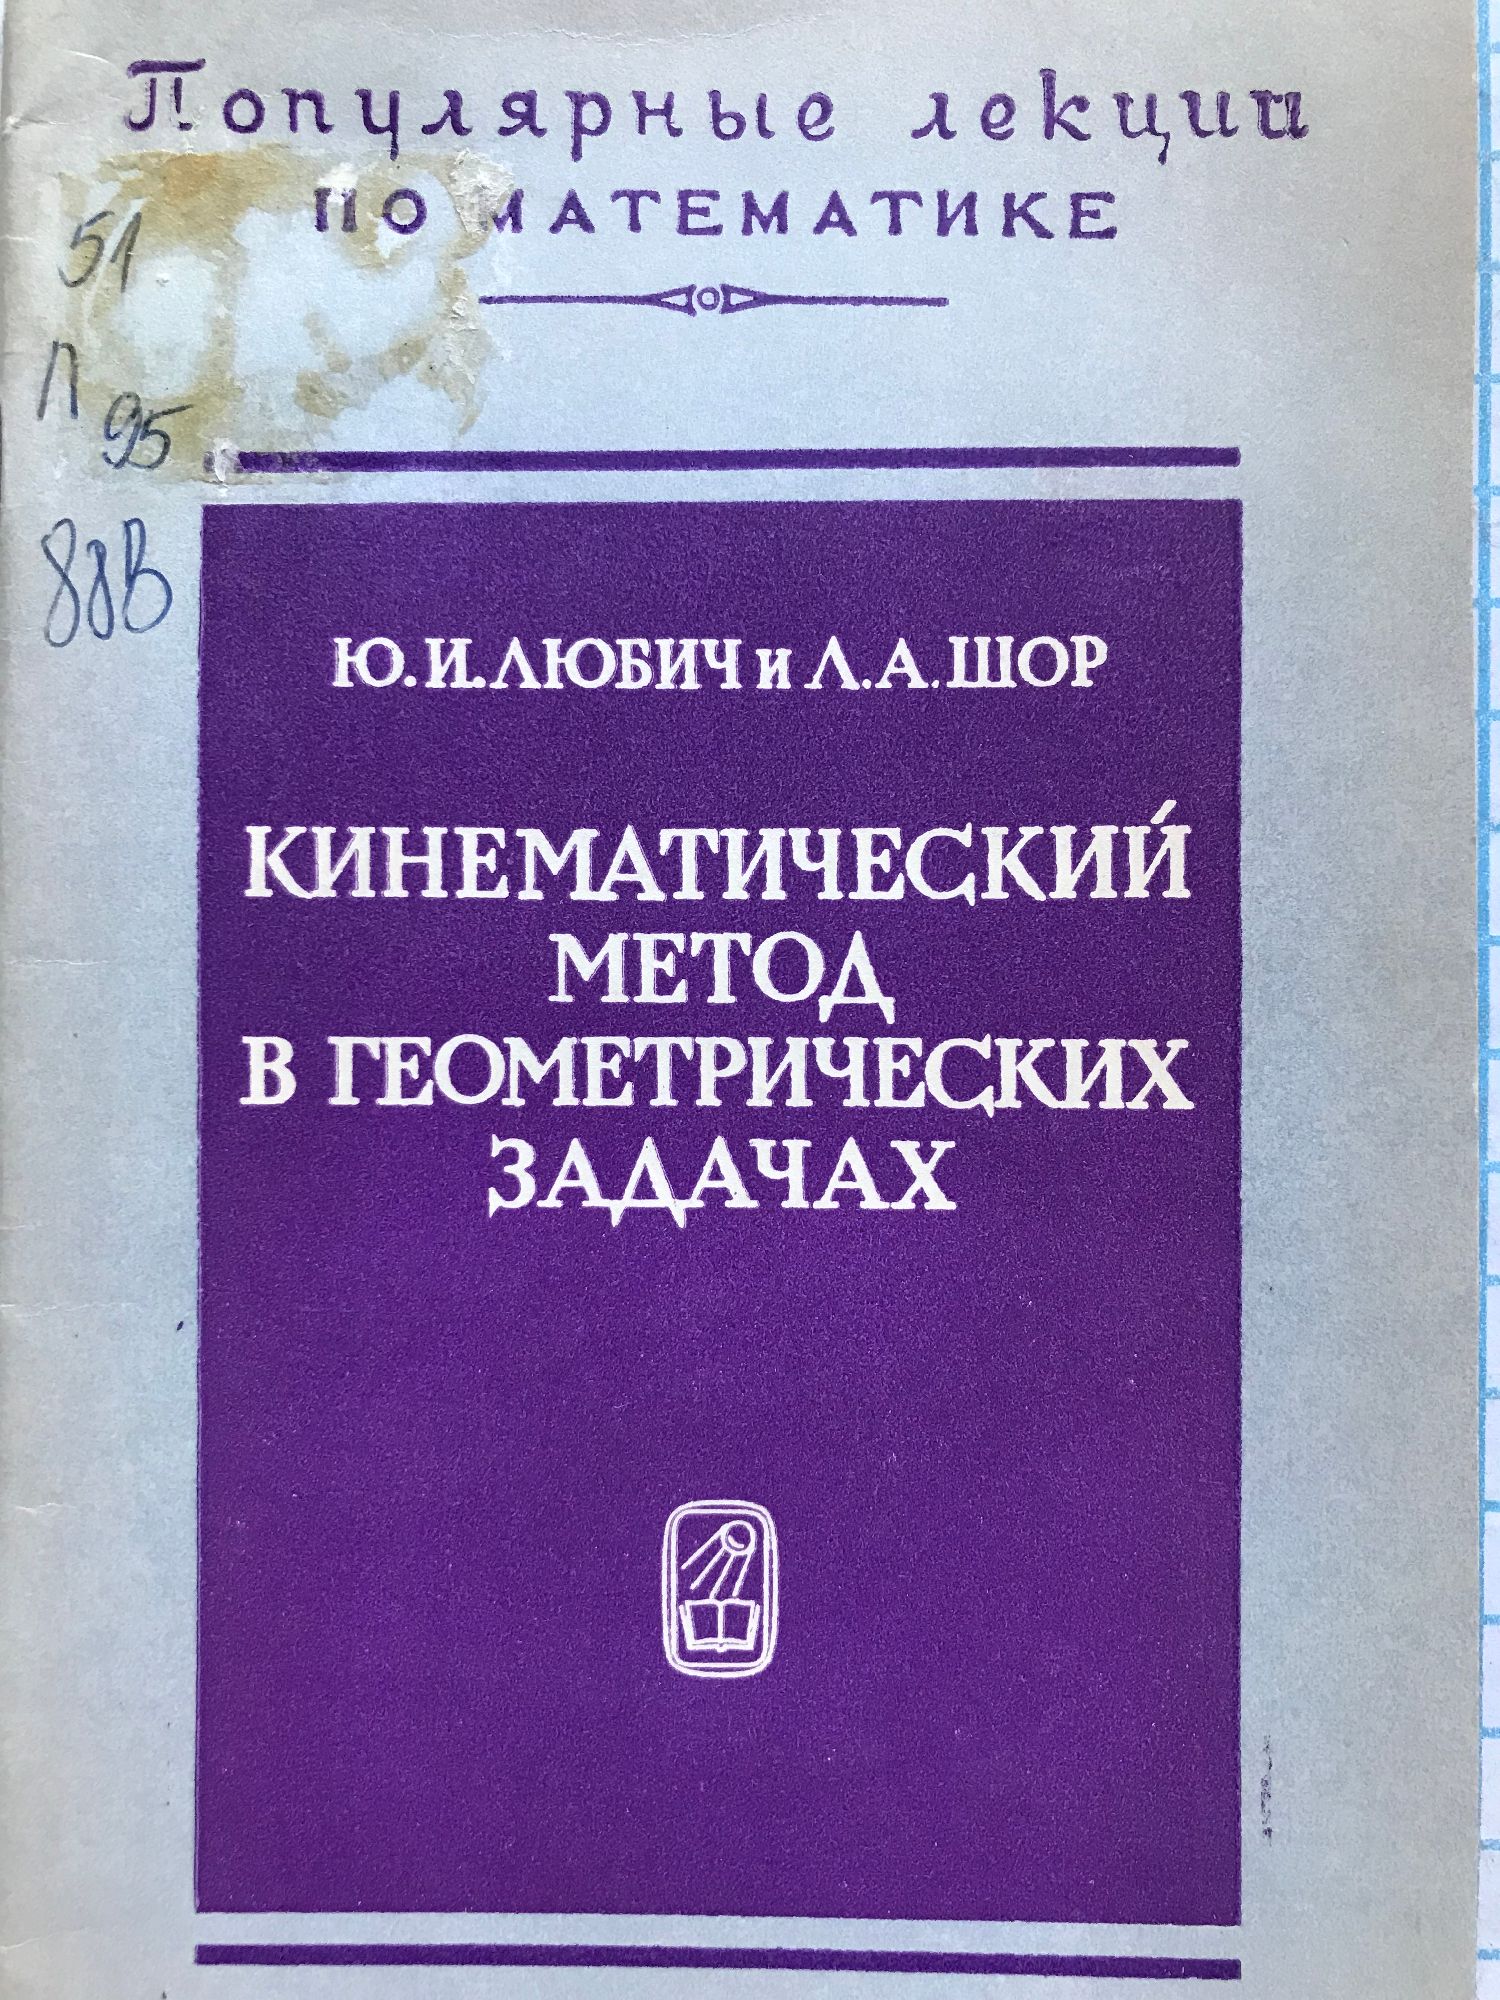 Популярные лекции
ПО МАТЕМАТИКЕ
51
Л
95
88В
Ю. И. ЛЮБИЧ и Л. А. ШОР
КИНЕМАТИЧЕСКИЙ
МЕТОД
В ГЕОМЕТРИЧЕСКИХ
ЗАДАЧАХ